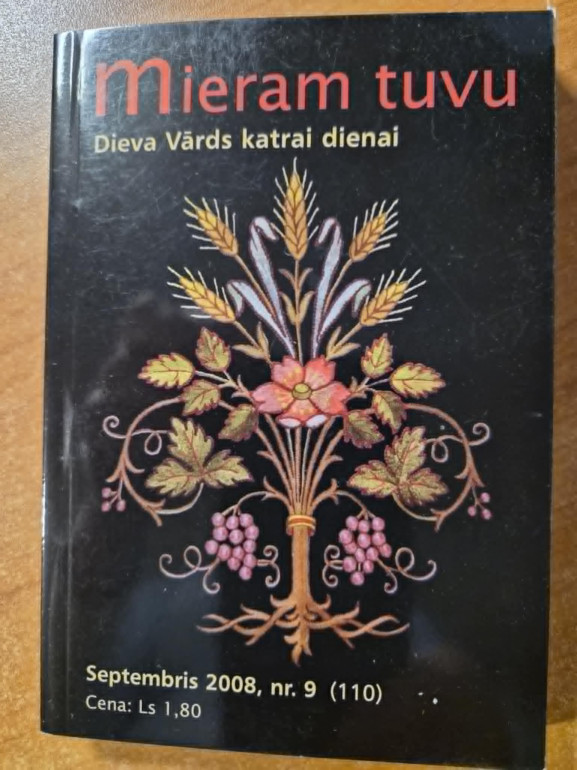 mieram tuvu
Dieva Vārds katrai dienai
Septembris 2008, nr. 9 (110)
Cena: Ls 1,80